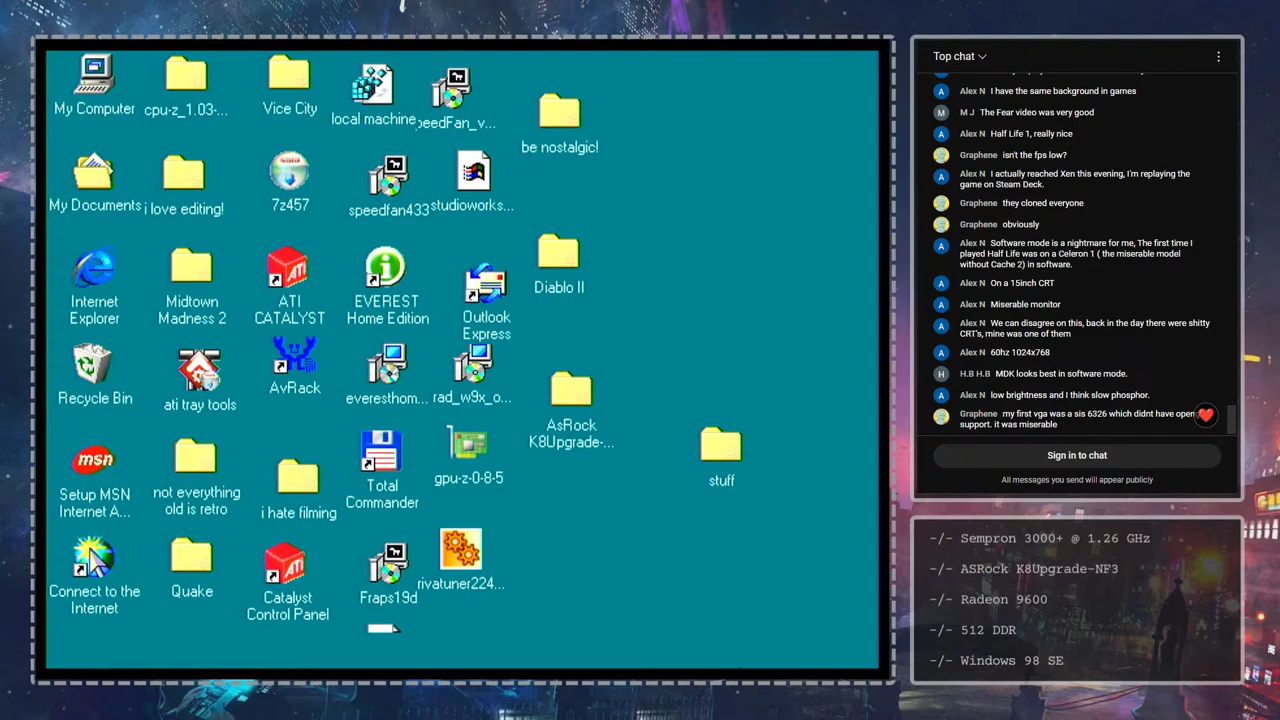 My Computer
cpu-z_1.03-...
Vice City
local machine
peedFan_v...
be nostalgic!
My Documents
i love editing!
7z457
speedfan433
studioworks...
Internet
Explorer
Midtown
Madness 2
ATI
ATI
CATALYST
EVEREST
Home Edition
Outlook
Express
Diablo II
Recycle Bin
ati tray tools
AvRack
everesthom...
rad_w9x_o...
AsRock
K8Upgrade-...
msn
Setup MSN
Internet A...
not everything
old is retro
i hate filming
Total
Commander
gpu-z-0-8-5
stuff
Connect to the
Internet
Quake
ATI
Catalyst
Control Panel
Fraps19d
rivatuner224...
Top chat
Alex N I have the same background in games
M J The Fear video was very good
Alex N Half Life 1, really nice
Graphene isn't the fps low?
Alex N I actually reached Xen this evening, I'm replaying the
game on Steam Deck.
Graphene they cloned everyone
Graphene obviously
Alex N Software mode is a nightmare for me, The first time I
played Half Life was on a Celeron 1 ( the miserable model
without Cache 2) in software.
Alex N On a 15inch CRT
Alex N Miserable monitor
Alex N We can disagree on this, back in the day there were shitty
CRT's, mine was one of them
Alex N 60hz 1024x768
H.B H.B MDK looks best in software mode.
Alex N low brightness and I think slow phosphor.
Graphene my first vga was a sis 6326 which didnt have open
support. it was miserable
Sign in to chat
All messages you send will appear publicly
-/- Sempron 3000+ @ 1.26 GHz
-/- ASRock K8Upgrade-NF3
-/- Radeon 9600
-/- 512 DDR
-/- Windows 98 SE